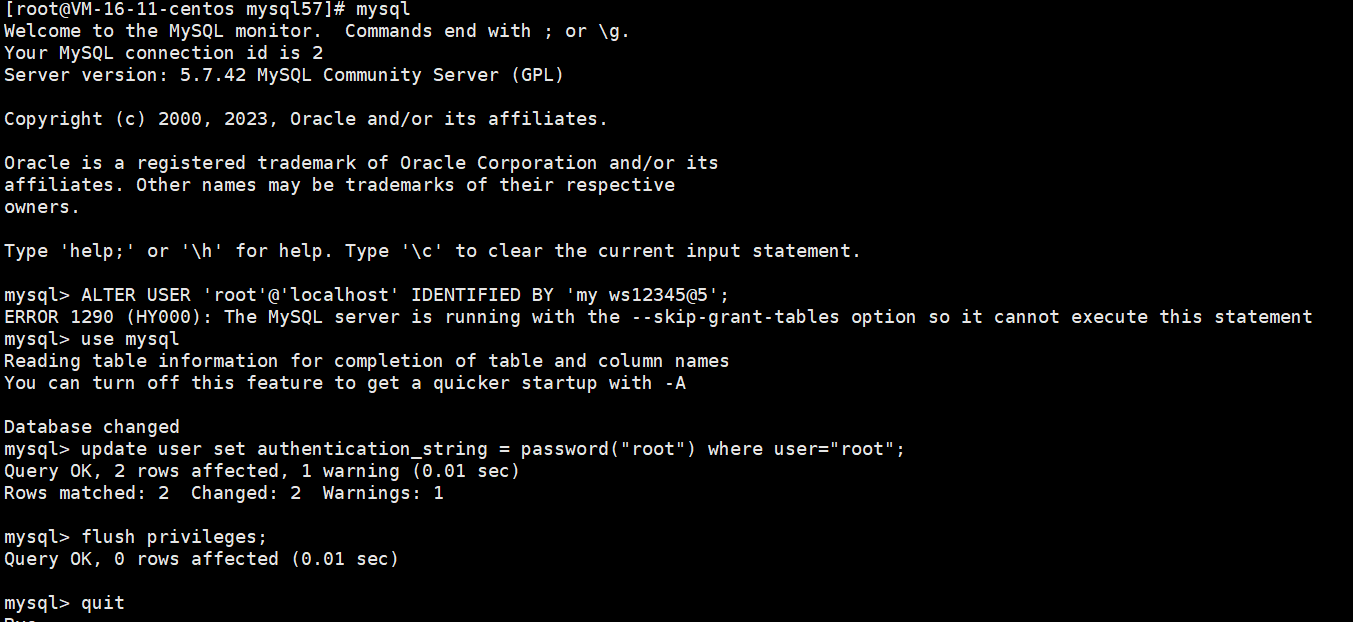 [root@VM-16-11-centos mysql57]# mysql
Welcome to the MySQL monitor.  Commands end with ; or \g.
Your MySQL connection id is 2
Server version: 5.7.42 MySQL Community Server (GPL)
Copyright (c) 2000, 2023, Oracle and/or its affiliates.
Oracle is a registered trademark of Oracle Corporation and/or its
affiliates. Other names may be trademarks of their respective
owners.
Type 'help;' or '\h' for help. Type '\c' to clear the current input statement.
mysql> ALTER USER 'root'@'localhost' IDENTIFIED BY 'my ws12345@5';
ERROR 1290 (HY000): The MySQL server is running with the --skip-grant-tables option so it cannot execute this statement
mysql> use mysql
Reading table information for completion of table and column names
You can turn off this feature to get a quicker startup with -A
Database changed
mysql> update user set authentication_string = password("root") where user="root";
Query OK, 2 rows affected, 1 warning (0.01 sec)
Rows matched: 2  Changed: 2  Warnings: 1
mysql> flush privileges;
Query OK, 0 rows affected (0.01 sec)
mysql> quit